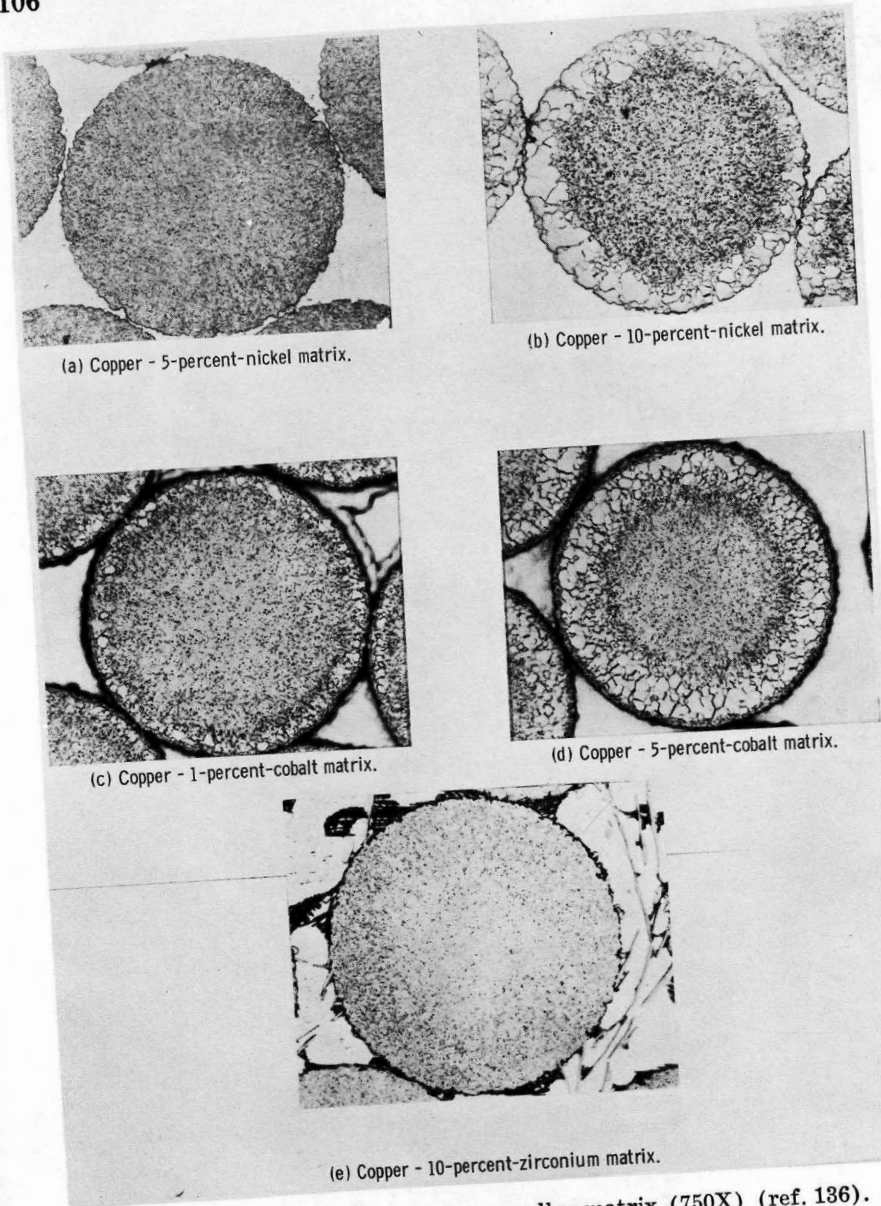 106
(a) Copper - 5-percent-nickel matrix.
(b) Copper - 10-percent-nickel matrix.
(c) Copper - 1-percent-cobalt matrix.
(d) Copper - 5-percent-cobalt matrix.
(e) Copper - 10-percent-zirconium matrix.
matrix (750X) (ref. 136).